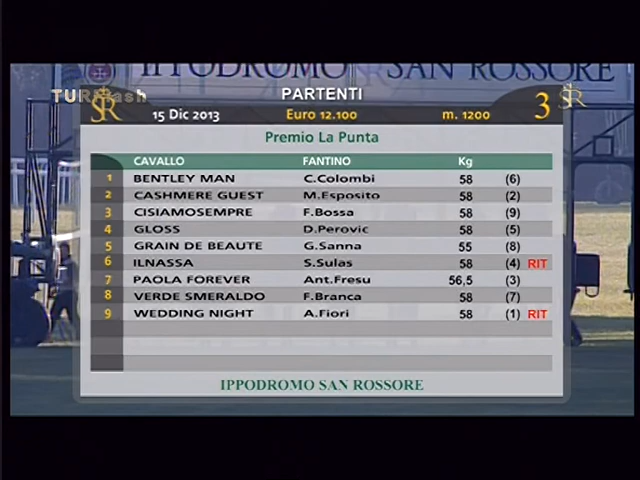 IPPODROMO SAN ROSSORE
TURFlash
PARTENTI
SR
15 Dic 2013 Euro 12.100 m. 1200 3 SR
Premio La Punta
CAVALLO FANTINO Kg
1 BENTLEY MAN C.Colombi 58 (6)
2 CASHMERE GUEST M.Esposito 58 (2)
3 CISIAMOSEMPRE F.Bossa 58 (9)
4 GLOSS D.Perovic 58 (5)
5 GRAIN DE BEAUTE G.Sanna 55 (8)
6 ILNASSA S.Sulas 58 (4) RIT
7 PAOLA FOREVER Ant.Fresu 56,5 (3)
8 VERDE SMERALDO F.Branca 58 (7)
9 WEDDING NIGHT A.Fiori 58 (1) RIT
IPPODROMO SAN ROSSORE